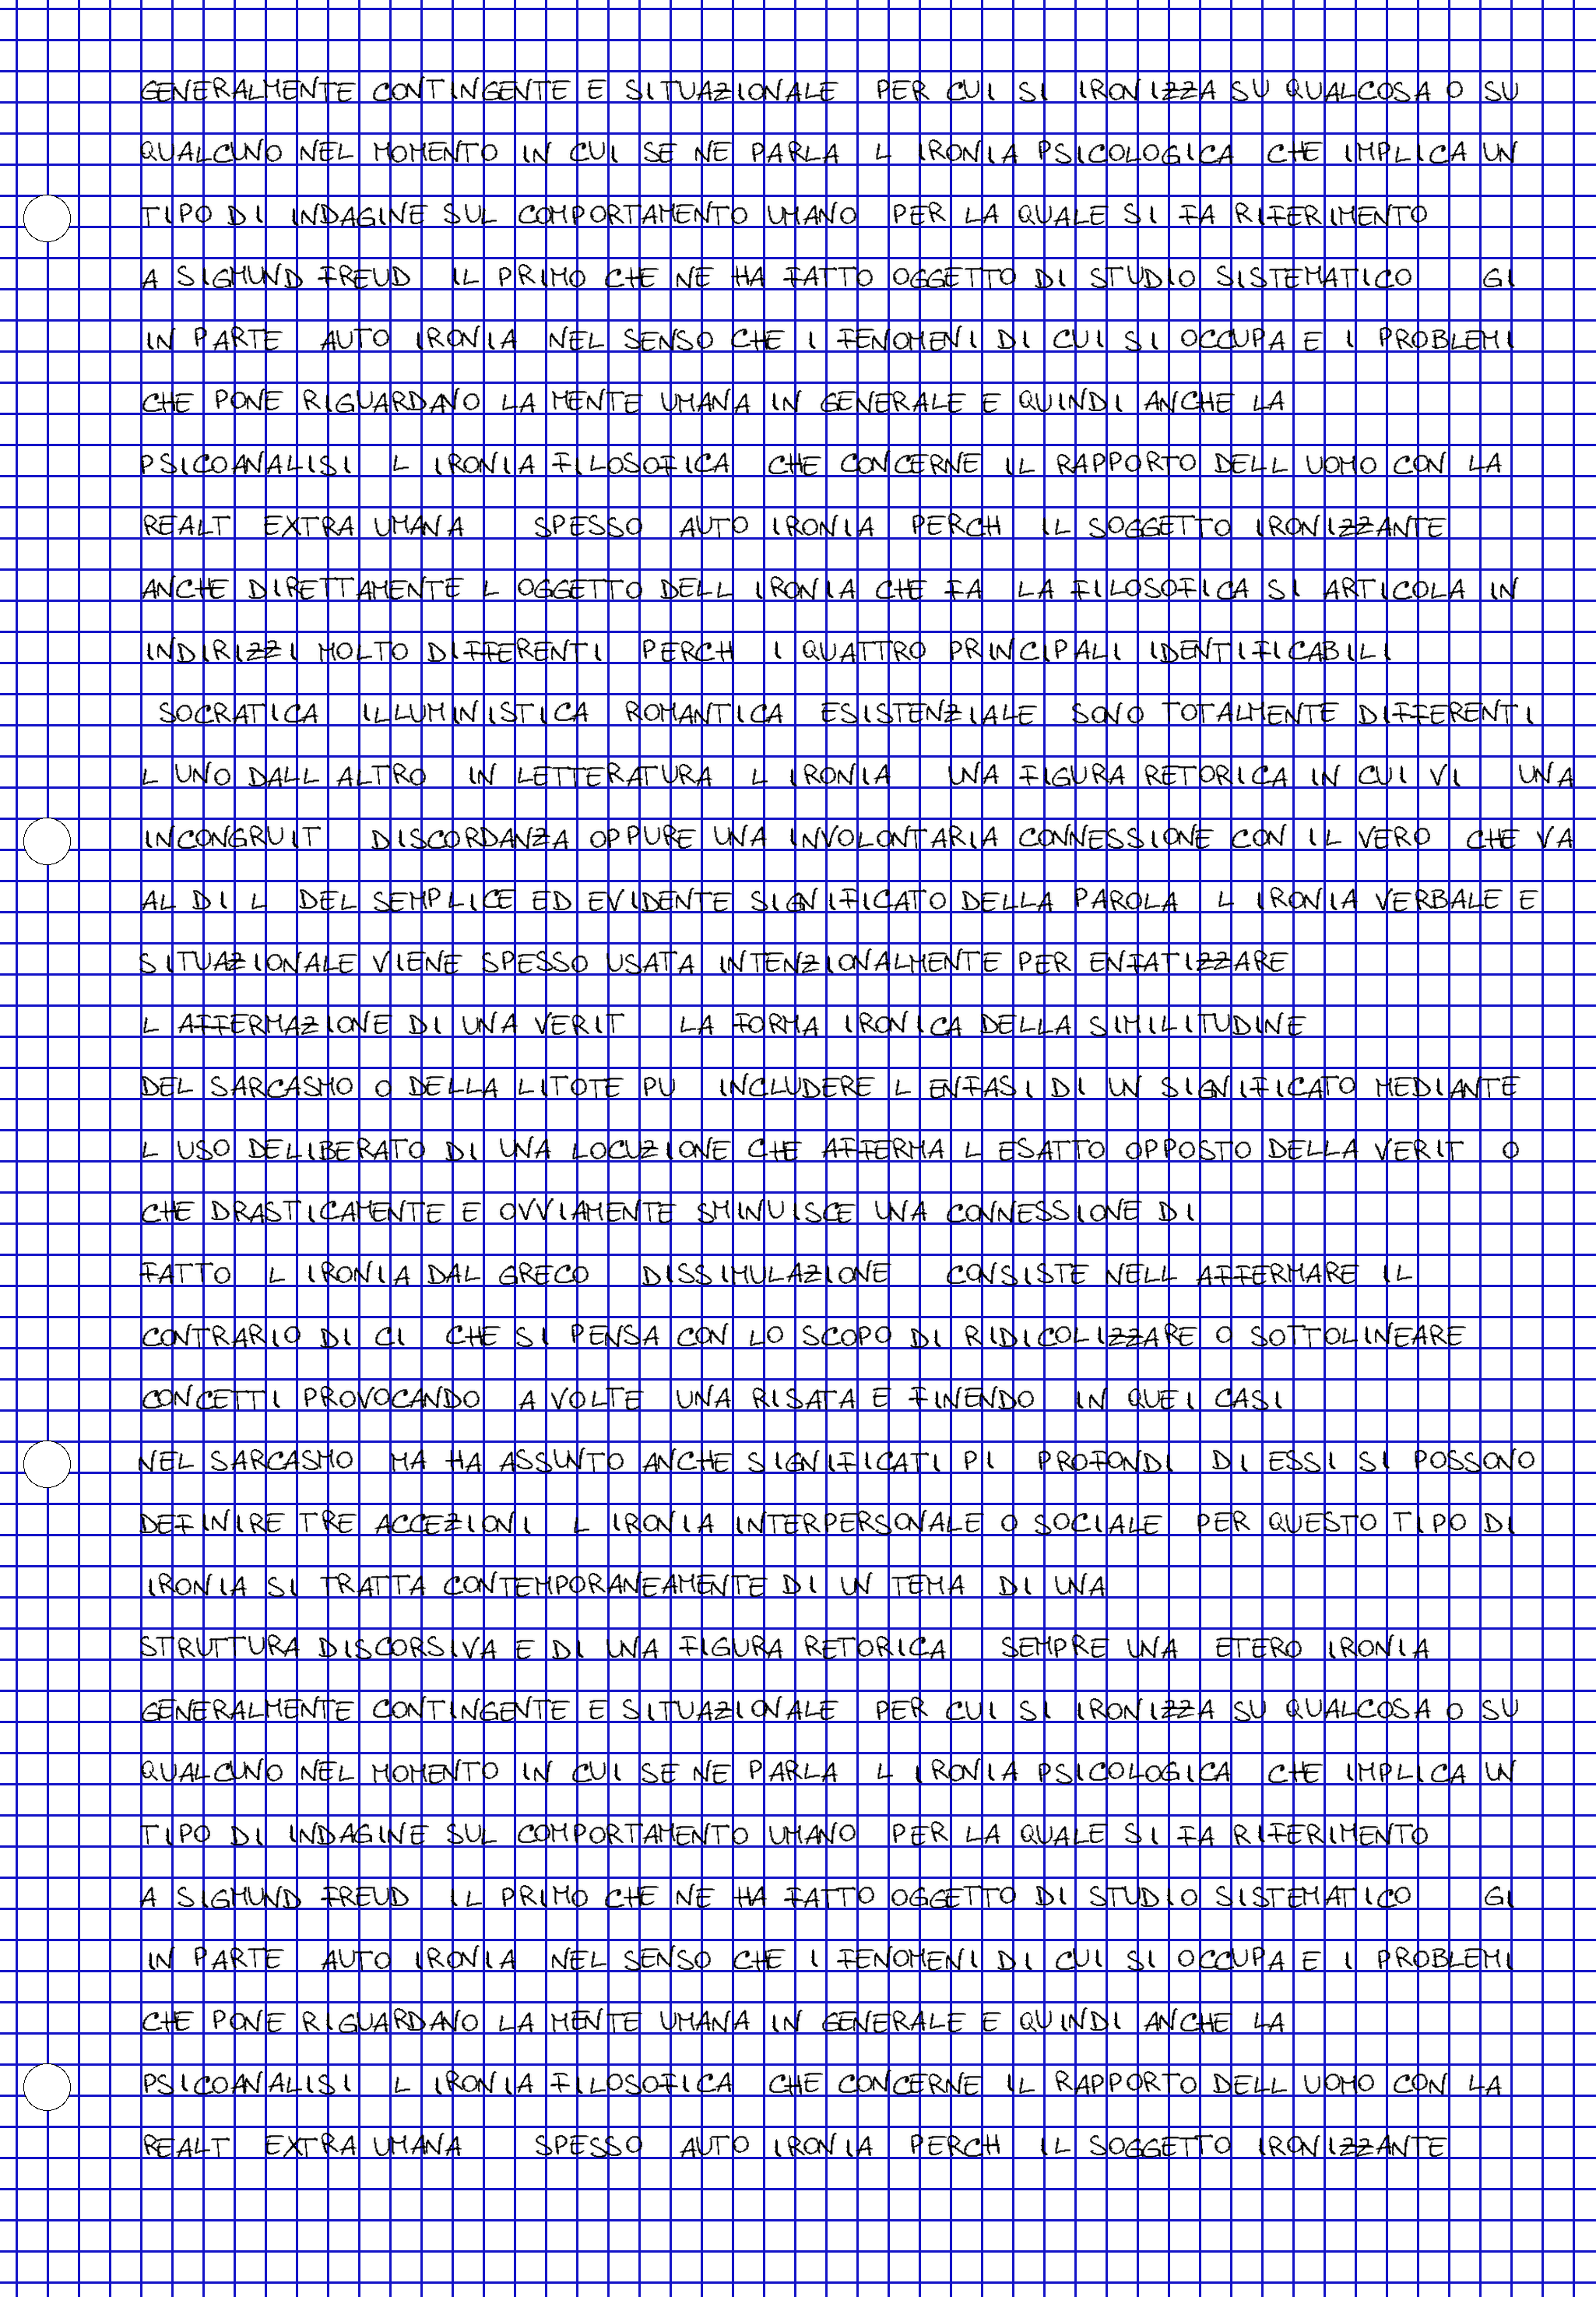 GENERALMENTE CONTINGENTE E SITUAZIONALE PER CUI SI IRONIZZA SU QUALCOSA O SU
QUALCUNO NEL MOMENTO IN CUI SE NE PARLA L IRONIA PSICOLOGICA CHE IMPLICA UN
TIPO DI INDAGINE SUL COMPORTAMENTO UMANO PER LA QUALE SI FA RIFERIMENTO
A SIGMUND FREUD IL PRIMO CHE NE HA FATTO OGGETTO DI STUDIO SISTEMATICO GI
IN PARTE AUTO IRONIA NEL SENSO CHE I FENOMENI DI CUI SI OCCUPA E I PROBLEMI
CHE PONE RIGUARDANO LA MENTE UMANA IN GENERALE E QUINDI ANCHE LA
PSICOANALISI L IRONIA FILOSOFICA CHE CONCERNE IL RAPPORTO DELL UOMO CON LA
REALT EXTRA UMANA SPESSO AUTO IRONIA PERCH IL SOGGETTO IRONIZZANTE
ANCHE DIRETTAMENTE L OGGETTO DELL IRONIA CHE FA LA FILOSOFICA SI ARTICOLA IN
INDIRIZZI MOLTO DIFFERENTI PERCH I QUATTRO PRINCIPALI IDENTIFICABILI
SOCRATICA ILLUMINISTICA ROMANTICA ESISTENZIALE SONO TOTALMENTE DIFFERENTI
L UNO DALL ALTRO IN LETTERATURA L IRONIA UNA FIGURA RETORICA IN CUI VI UNA
INCONGRUIT DISCORDANZA OPPURE UNA INVOLONTARIA CONNESSIONE CON IL VERO CHE VA
AL DI L DEL SEMPLICE ED EVIDENTE SIGNIFICATO DELLA PAROLA L IRONIA VERBALE E
SITUAZIONALE VIENE SPESSO USATA INTENZIONALMENTE PER ENFATIZZARE
L AFFERMAZIONE DI UNA VERIT LA FORMA IRONICA DELLA SIMILITUDINE
DEL SARCASMO O DELLA LITOTE PU INCLUDERE L ENFASI DI UN SIGNIFICATO MEDIANTE
L USO DELIBERATO DI UNA LOCUZIONE CHE AFFERMA L ESATTO OPPOSTO DELLA VERIT O
CHE DRASTICAMENTE E OVVIAMENTE SMINUISCE UNA CONNESSIONE DI
FATTO L IRONIA DAL GRECO DISSIMULAZIONE CONSISTE NELL AFFERMARE IL
CONTRARIO DI CI CHE SI PENSA CON LO SCOPO DI RIDICOLIZZARE O SOTTOLINEARE
CONCETTI PROVOCANDO A VOLTE UNA RISATA E FINENDO IN QUEI CASI
NEL SARCASMO MA HA ASSUNTO ANCHE SIGNIFICATI PI PROFONDI DI ESSI SI POSSONO
DEFINIRE TRE ACCEZIONI L IRONIA INTERPERSONALE O SOCIALE PER QUESTO TIPO DI
IRONIA SI TRATTA CONTEMPORANEAMENTE DI UN TEMA DI UNA
STRUTTURA DISCORSIVA E DI UNA FIGURA RETORICA SEMPRE UNA ETERO IRONIA
GENERALMENTE CONTINGENTE E SITUAZIONALE PER CUI SI IRONIZZA SU QUALCOSA O SU
QUALCUNO NEL MOMENTO IN CUI SE NE PARLA L IRONIA PSICOLOGICA CHE IMPLICA UN
TIPO DI INDAGINE SUL COMPORTAMENTO UMANO PER LA QUALE SI FA RIFERIMENTO
A SIGMUND FREUD IL PRIMO CHE NE HA FATTO OGGETTO DI STUDIO SISTEMATICO GI
IN PARTE AUTO IRONIA NEL SENSO CHE I FENOMENI DI CUI SI OCCUPA E I PROBLEMI
CHE PONE RIGUARDANO LA MENTE UMANA IN GENERALE E QUINDI ANCHE LA
PSICOANALISI L IRONIA FILOSOFICA CHE CONCERNE IL RAPPORTO DELL UOMO CON LA
REALT EXTRA UMANA SPESSO AUTO IRONIA PERCH IL SOGGETTO IRONIZZANTE